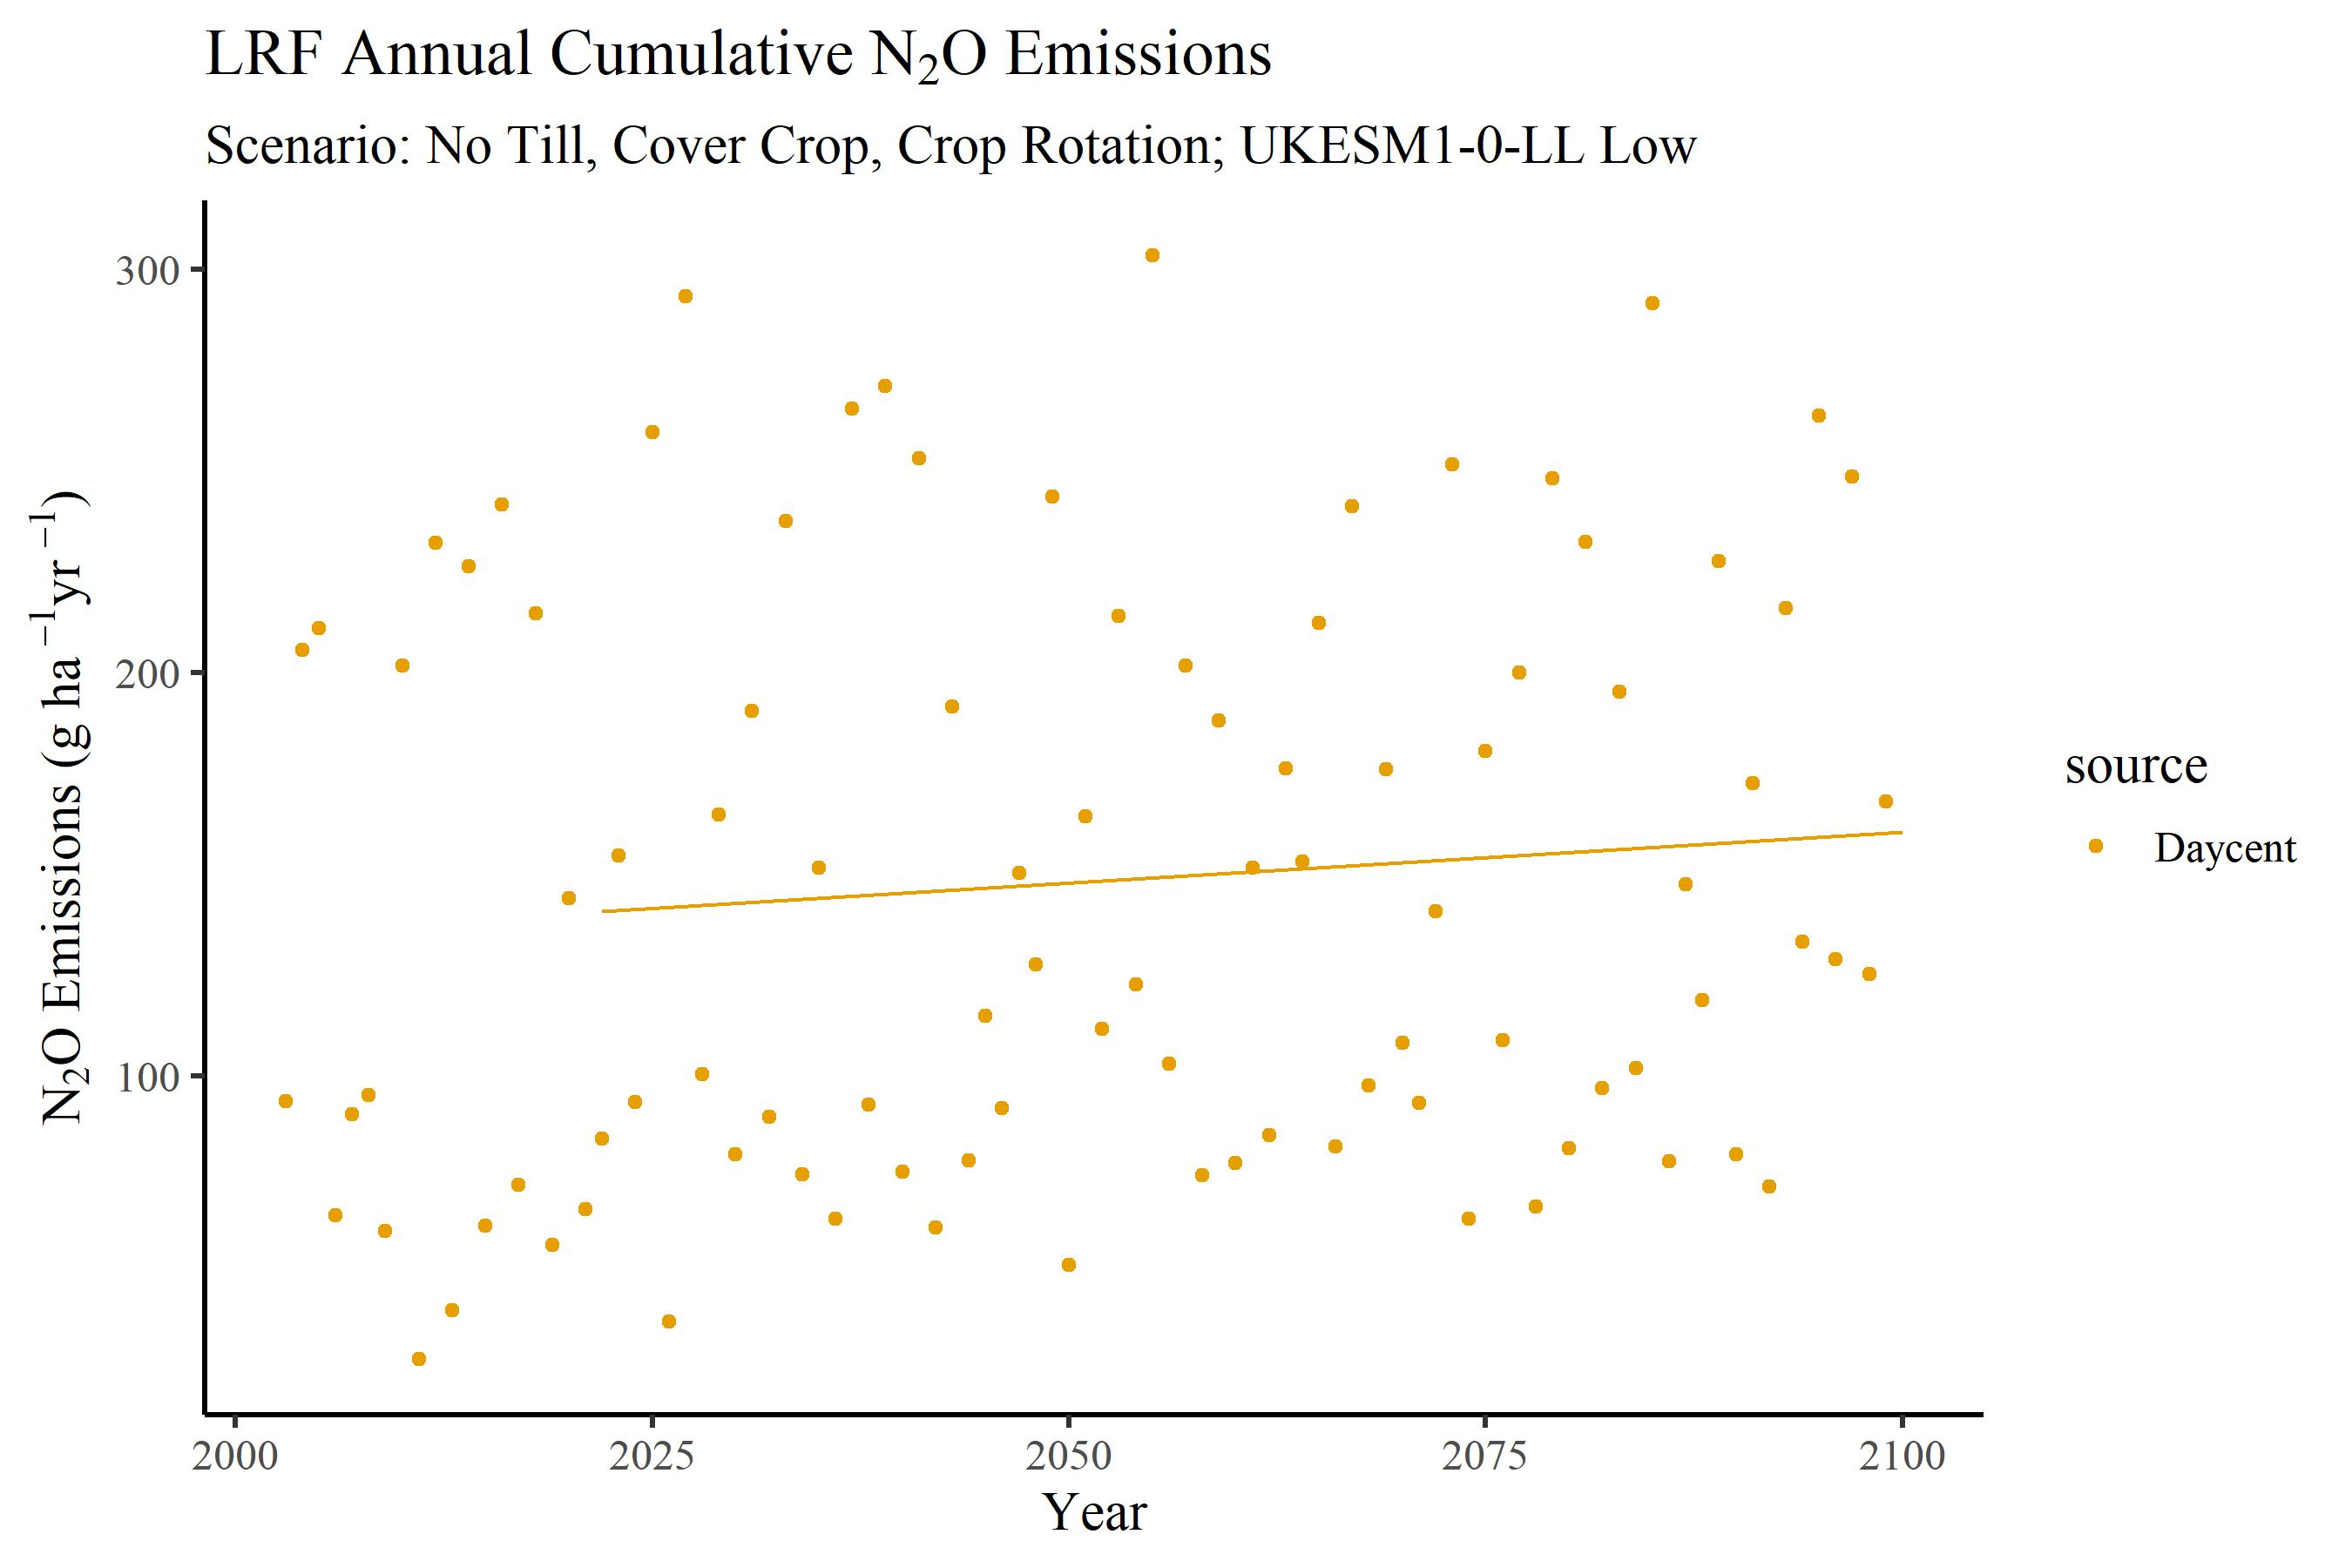 LRF Annual Cumulative N₂O Emissions
Scenario: No Till, Cover Crop, Crop Rotation; UKESM1-0-LL Low
N₂O Emissions (g ha ⁻¹yr ⁻¹)
300
200
100
2000
2025
2050
2075
2100
Year
source
Daycent